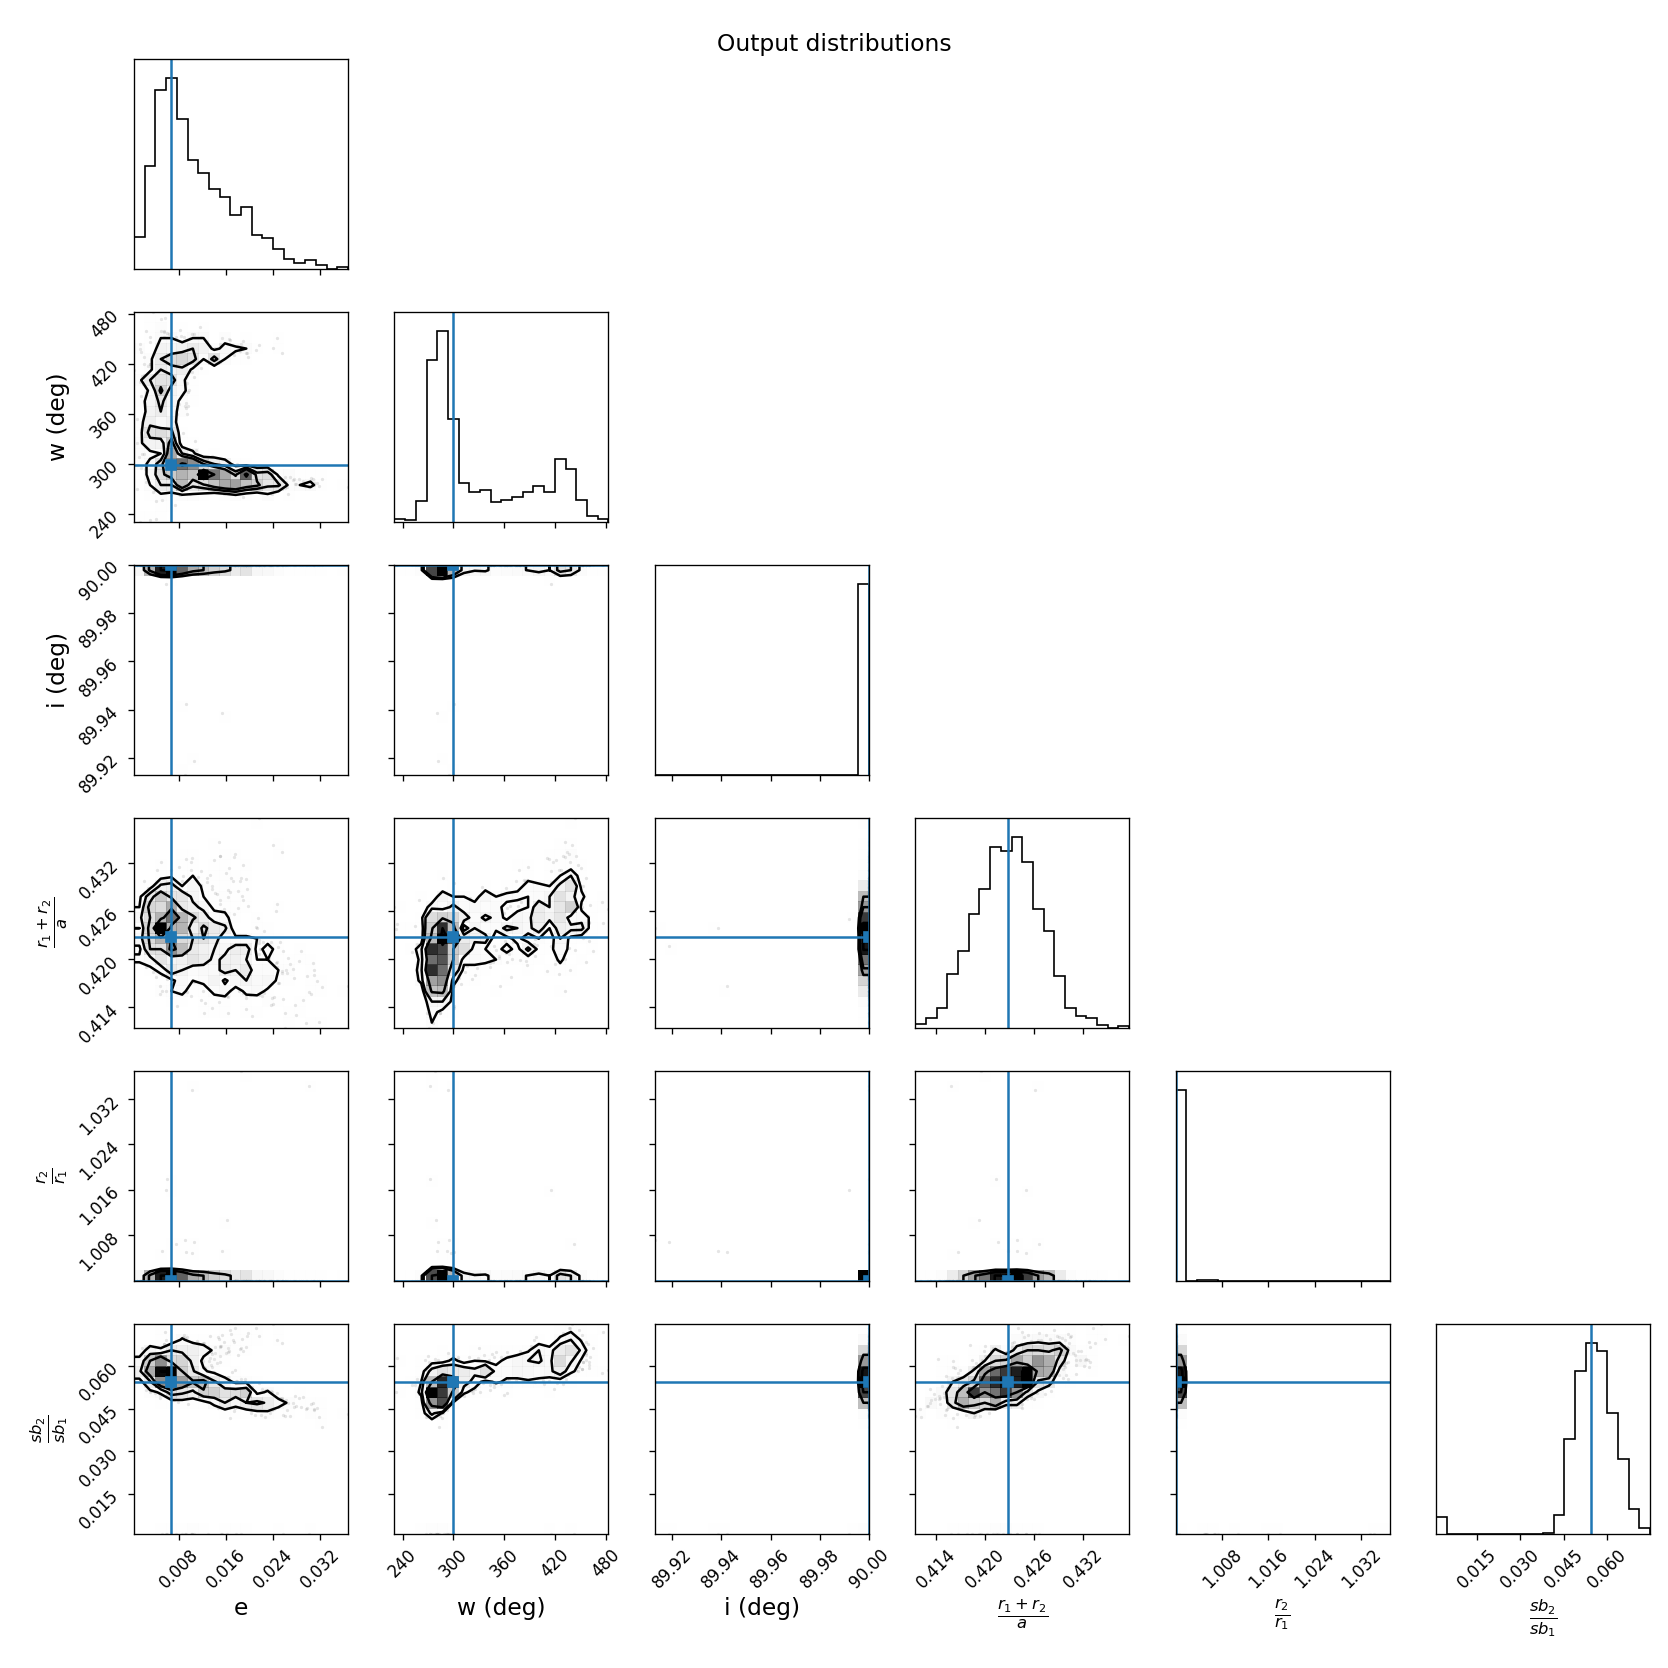 Output distributions
480
420
360
300
240
w (deg)
90.00
89.98
89.96
89.94
89.92
i (deg)
0.432
0.426
0.420
0.414
r₁ + r₂
a
1.032
1.024
1.016
1.008
r₂
r₁
0.060
0.045
0.030
0.015
sb₂
sb₁
0.008 0.016 0.024 0.032 240 300 360 420 480 89.92 89.94 89.96 89.98 90.00 0.414 0.420 0.426 0.432 1.008 1.016 1.024 1.032 0.015 0.030 0.045 0.060
e w (deg) i (deg)
r₁ + r₂
a
r₂
r₁
sb₂
sb₁